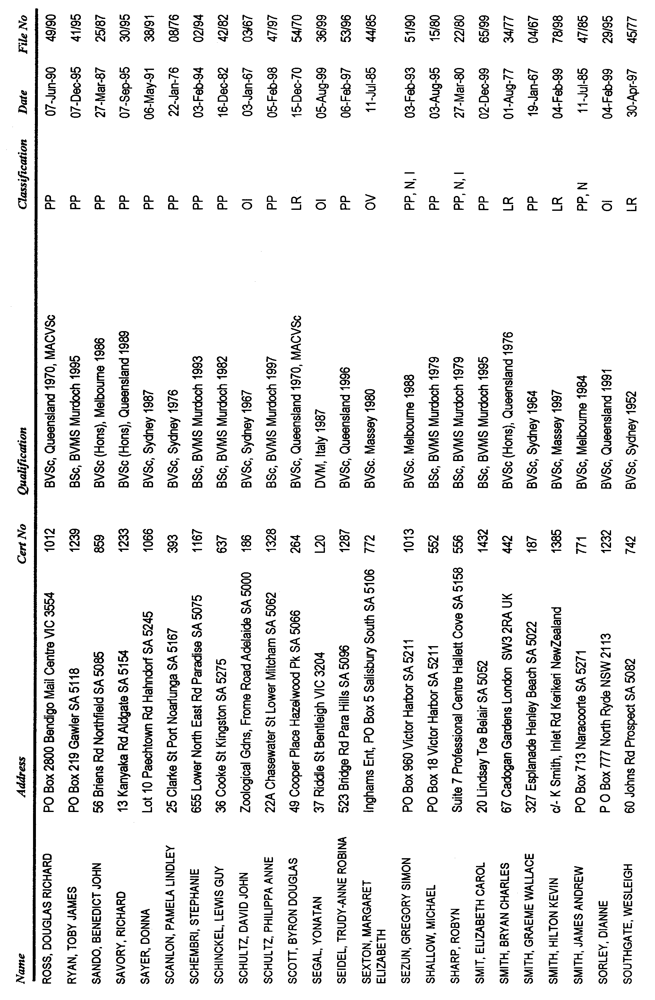 Name Address Cert No Qualification Classification Date File No
ROSS, DOUGLAS RICHARD PO Box 2800 Bendigo Mail Centre VIC 3554 1012 BVSc, Queensland 1970, MACVSc PP 07-Jun-90 49/90
RYAN, TOBY JAMES PO Box 219 Gawler SA 5118 1239 BSc, BVMS Murdoch 1995 PP 07-Dec-95 41/95
SANDO, BENEDICT JOHN 56 Briens Rd Northfield SA 5085 859 BVSc (Hons), Melbourne 1986 PP 27-Mar-87 25/87
SAVORY, RICHARD 13 Kanyaka Rd Aldgate SA 5154 1233 BVSc (Hons), Queensland 1989 PP 07-Sep-95 30/95
SAYER, DONNA Lot 10 Paechtown Rd Hahndorf SA 5245 1066 BVSc, Sydney 1987 PP 06-May-91 38/91
SCANLON, PAMELA LINDLEY 25 Clarke St Port Noarlunga SA 5167 393 BVSc, Sydney 1976 PP 22-Jan-76 08/76
SCHEMBRI, STEPHANIE 655 Lower North East Rd Paradise SA 5075 1167 BSc, BVMS Murdoch 1993 PP 03-Feb-94 02/94
SCHINCKEL, LEWIS GUY 36 Cooke St Kingston SA 5275 637 BSc, BVMS Murdoch 1982 PP 16-Dec-82 42/82
SCHULTZ, DAVID JOHN Zoological Gdns, Frome Road Adelaide SA 5000 186 BVSc, Sydney 1967 OI 03-Jan-67 03/67
SCHULTZ, PHILIPPA ANNE 22A Chasewater St Lower Mitcham SA 5062 1328 BSc, BVMS Murdoch 1997 PP 05-Feb-98 47/97
SCOTT, BYRON DOUGLAS 49 Cooper Place Hazelwood Pk SA 5066 264 BVSc, Queensland 1970, MACVSc LR 15-Dec-70 54/70
SEGAL, YONATAN 37 Riddle St Bentleigh VIC 3204 L20 DVM, Italy 1987 OI 05-Aug-99 36/99
SEIDEL, TRUDY-ANNE ROBINA 523 Bridge Rd Para Hills SA 5096 1287 BVSc, Queensland 1996 PP 06-Feb-97 53/96
SEXTON, MARGARET Inghams Ent, PO Box 5 Salisbury South SA 5106 772 BVSc. Massey 1980 OV 11-Jul-85 44/85
ELIZABETH
SEZUN, GREGORY SIMON PO Box 960 Victor Harbor SA 5211 1013 BVSc. Melbourne 1988 PP, N, I 03-Feb-93 51/90
SHALLOW, MICHAEL PO Box 18 Victor Harbor SA 5211 552 BSc, BVMS Murdoch 1979 PP 03-Aug-95 15/80
SHARP, ROBYN Suite 7 Professional Centre Hallett Cove SA 5158 556 BSc, BVMS Murdoch 1979 PP, N, I 27-Mar-80 22/80
SMIT, ELIZABETH CAROL 20 Lindsay Tce Belair SA 5052 1432 BSc, BVMS Murdoch 1995 PP 02-Dec-99 65/99
SMITH, BRYAN CHARLES 67 Cadogan Gardens London SW3 2RA UK 442 BVSc (Hons), Queensland 1976 LR 01-Aug-77 34/77
SMITH, GRAEME WALLACE 327 Esplanade Henley Beach SA 5022 187 BVSc, Sydney 1964 PP 19-Jan-67 04/67
SMITH, HILTON KEVIN c/- K Smith, Inlet Rd Kerikeri NewZealand 1385 BVSc, Massey 1997 LR 04-Feb-99 78/98
SMITH, JAMES ANDREW PO Box 713 Naracoorte SA 5271 771 BVSc, Melbourne 1984 PP, N 11-Jul-85 47/85
SORLEY, DIANNE P O Box 777 North Ryde NSW 2113 1232 BVSc, Queensland 1991 OI 04-Feb-99 29/95
SOUTHGATE, WESLEIGH 60 Johns Rd Prospect SA 5082 742 BVSc, Sydney 1952 LR 30-Apr-97 45/77